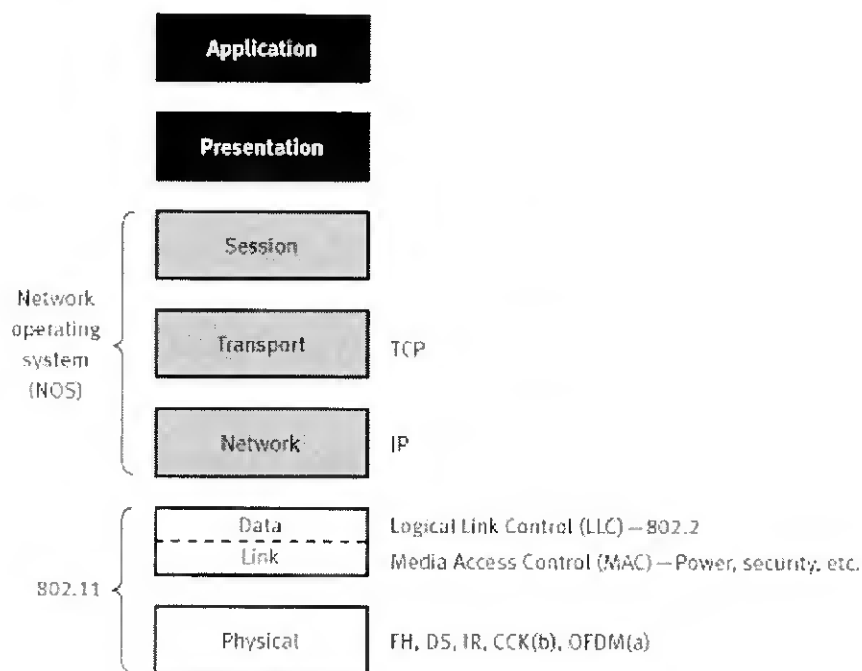 Application
Presentation
Session
Network
operating
system
(NOS)
Transport
TCP
Network
IP
Data
Logical Link Control (LLC) — 802.2
Link
Media Access Control (MAC) — Power, security, etc.
802.11
Physical
FH, DS, IR, CCK(b), OFDM(a)